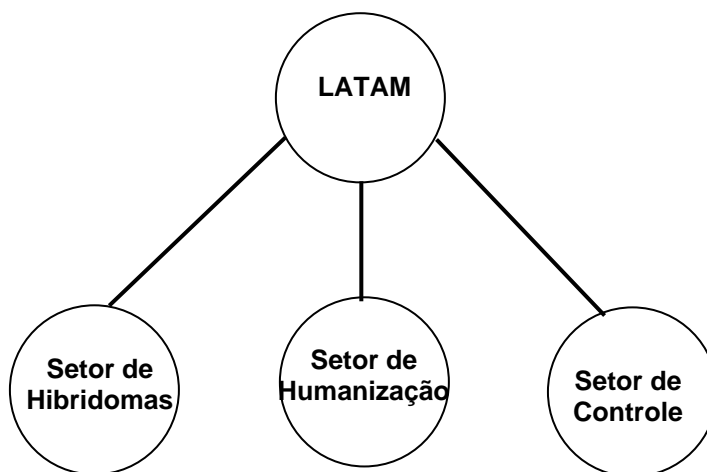 LATAM
Setor de
Hibridomas
Setor de
Humanização
Setor de
Controle